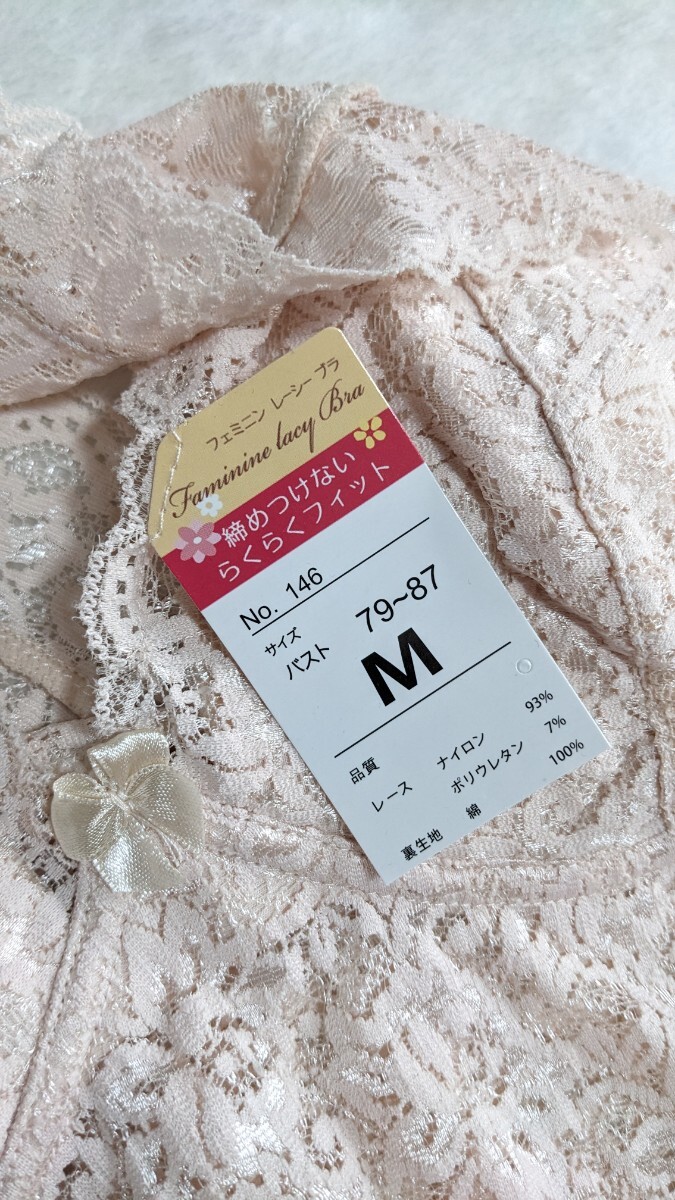 フェミニン レーシー ブラ
Faminine lacy Bra
締めつけない
らくらくフィット
No. 146
サイズ
バスト 79~87
M
品質
レース ナイロン 93%
ポリウレタン 7%
裏生地 綿 100%